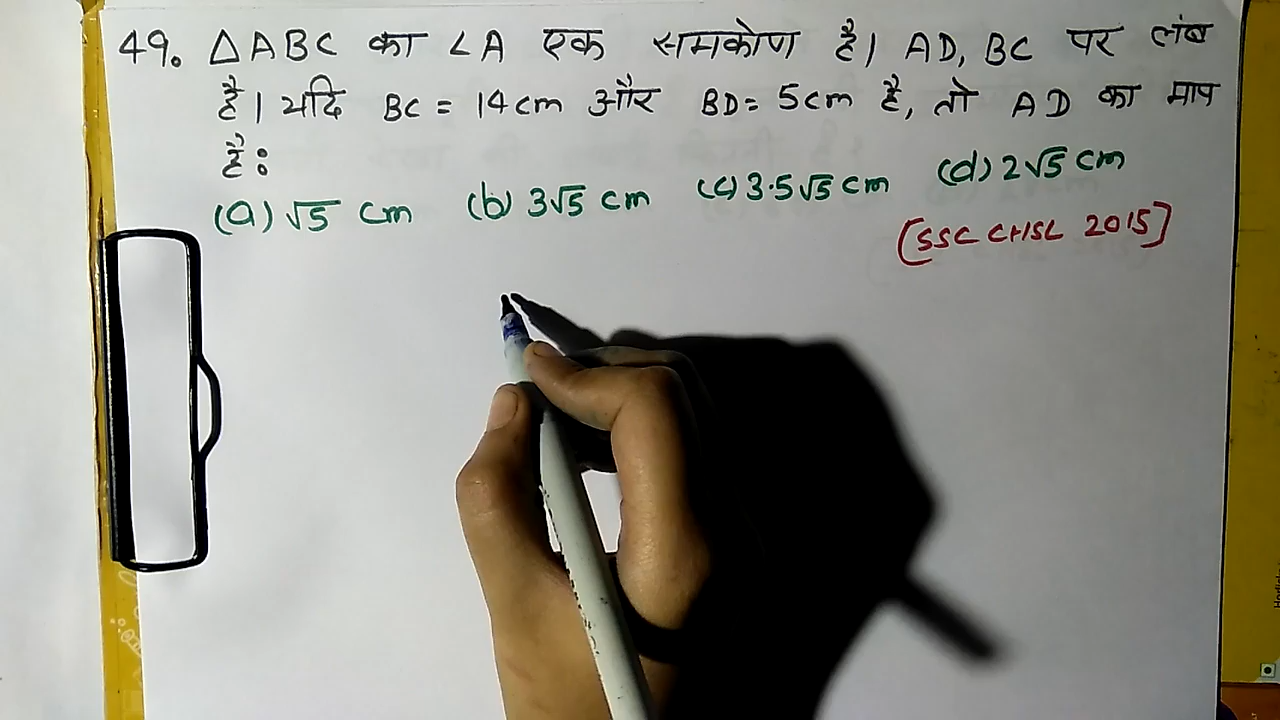 49. △ABC का ∠A एक समकोण है। AD, BC पर लंब
है। यदि BC = 14cm और BD= 5cm है, तो AD का माप
है:
(a) √5 cm (b) 3√5 cm (c) 3.5√5 cm (d) 2√5 cm
[SSC CHSL 2015]